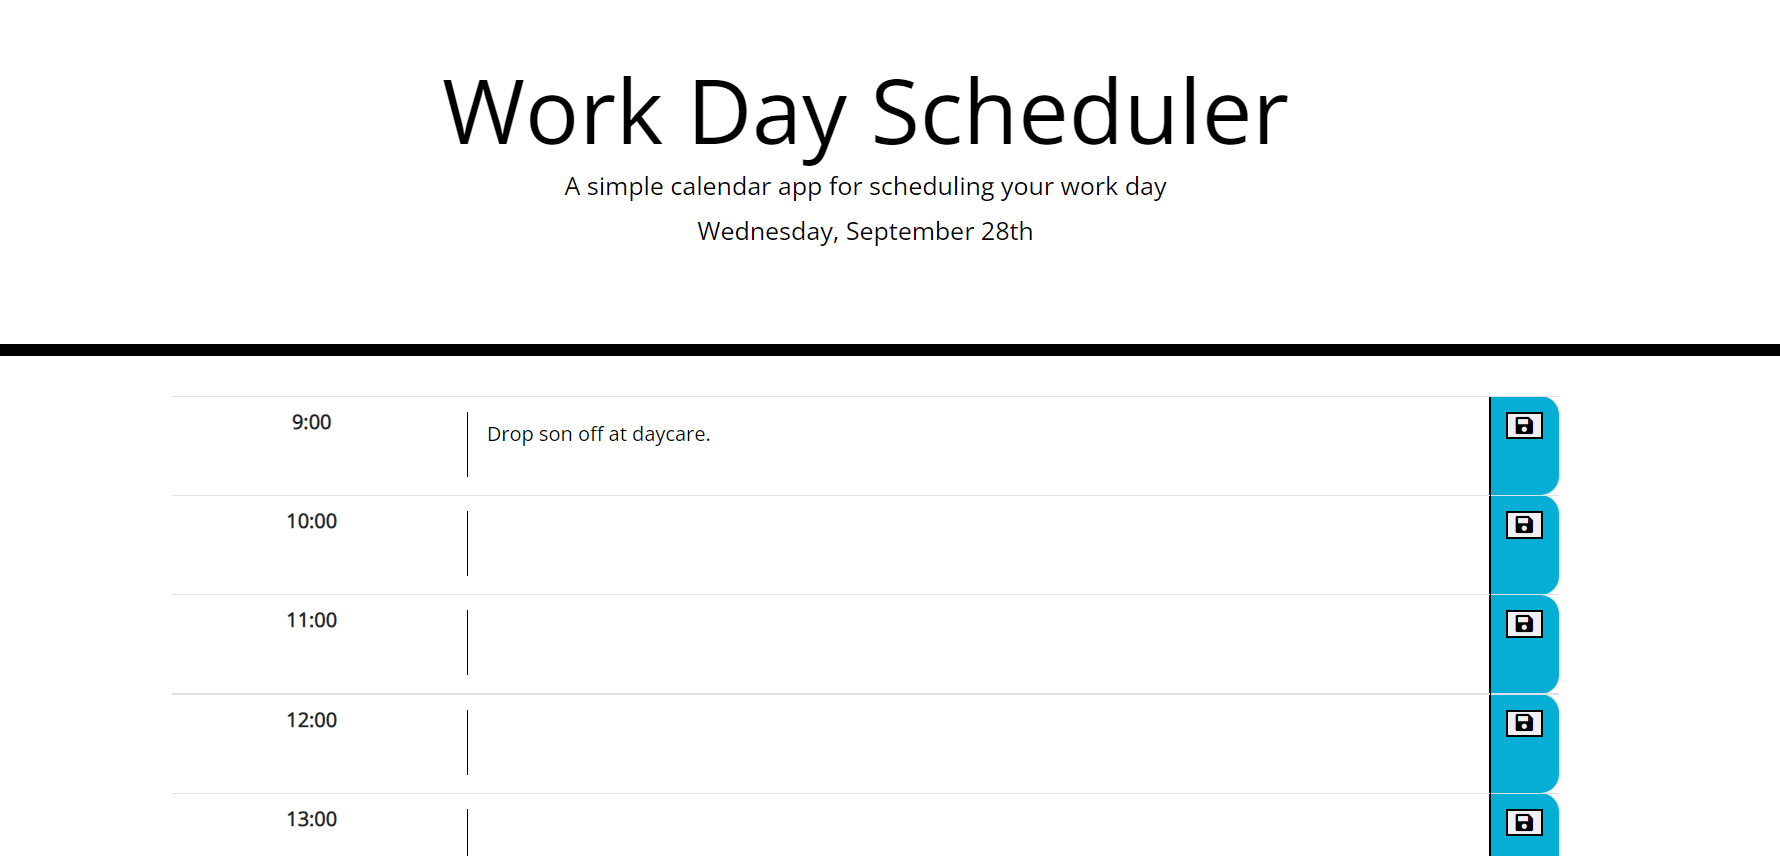 Work Day Scheduler
A simple calendar app for scheduling your work day
Wednesday, September 28th
9:00
Drop son off at daycare.
10:00
11:00
12:00
13:00